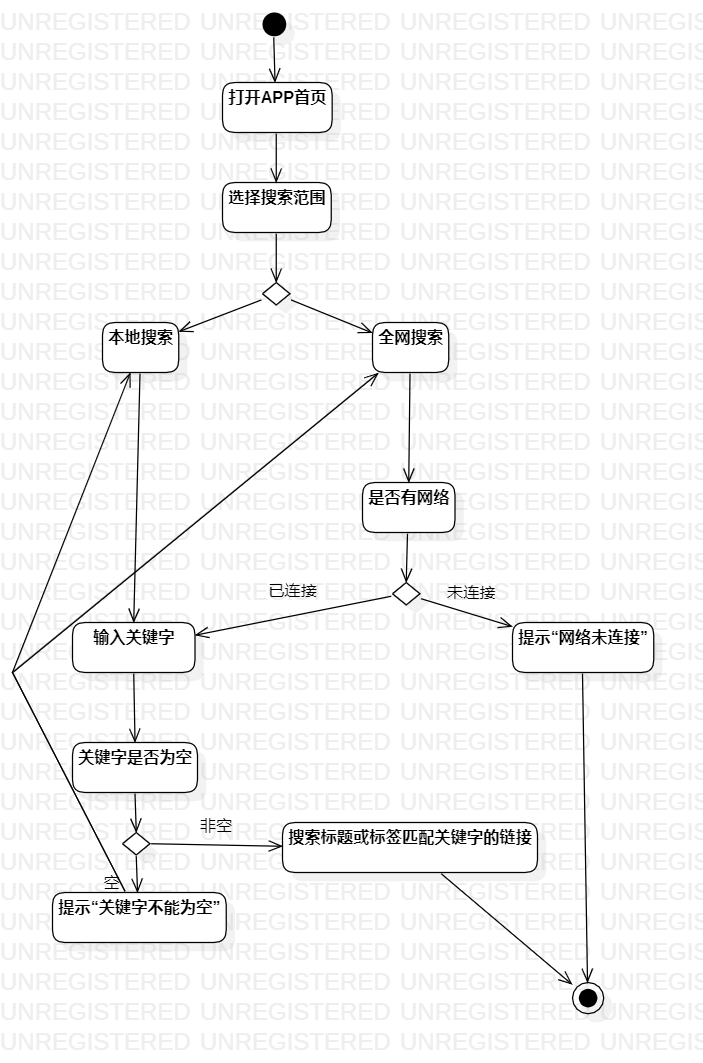 打开APP首页
选择搜索范围
本地搜索
全网搜索
是否有网络
已连接
未连接
输入关键字
提示“网络未连接”
关键字是否为空
非空
搜索标题或标签匹配关键字的链接
空
提示“关键字不能为空”
UNREGISTERED